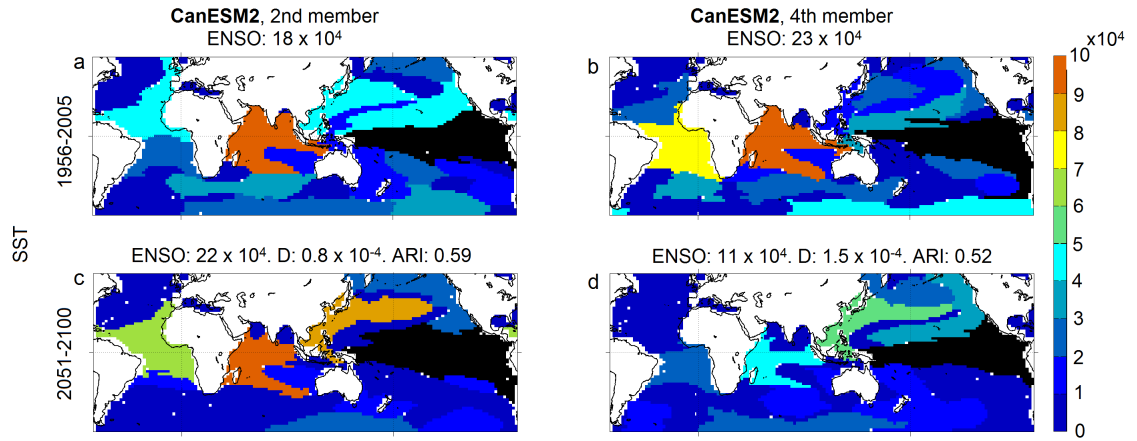 CanESM2, 2nd member
ENSO: 18 x 10⁴
CanESM2, 4th member
ENSO: 23 x 10⁴
x10⁴
a
b
1956-2005
SST
ENSO: 22 x 10⁴. D: 0.8 x 10⁻⁴. ARI: 0.59
ENSO: 11 x 10⁴. D: 1.5 x 10⁻⁴. ARI: 0.52
c
d
2051-2100
10
9
8
7
6
5
4
3
2
1
0